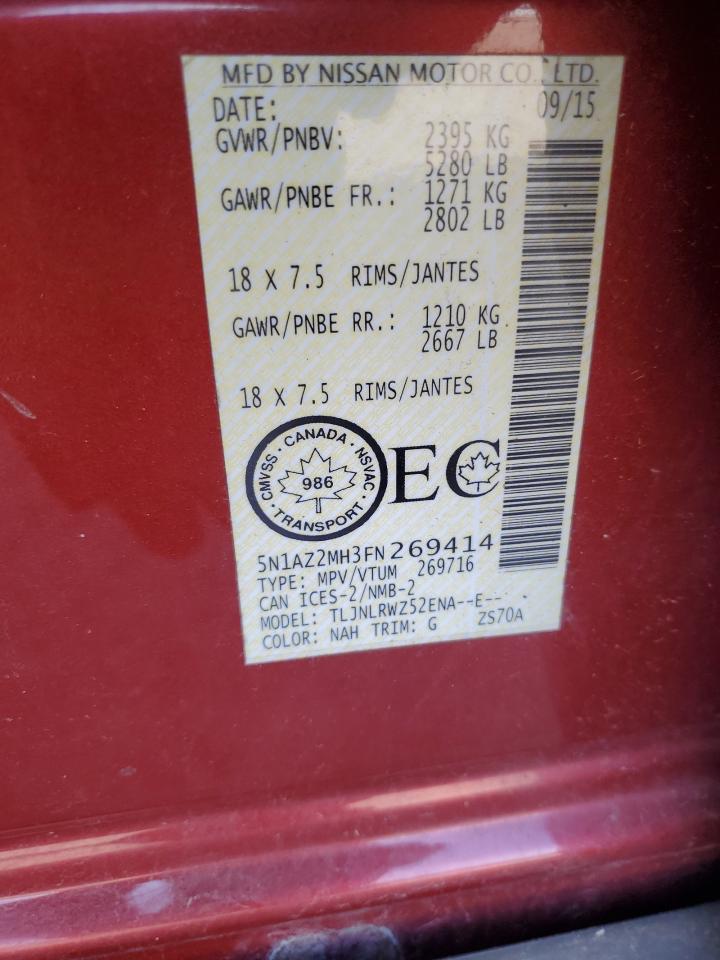 MFD BY NISSAN MOTOR CO., LTD.
DATE: 09/15
GVWR/PNBV: 2395 KG
5280 LB
GAWR/PNBE FR.: 1271 KG
2802 LB
18 X 7.5 RIMS/JANTES
GAWR/PNBE RR.: 1210 KG
2667 LB
18 X 7.5 RIMS/JANTES
CMVSS · CANADA · NSVAC
986
· TRANSPORT ·
EC
5N1AZ2MH3FN269414
TYPE: MPV/VTUM 269716
CAN ICES-2/NMB-2
MODEL: TLJNLRWZ52ENA--E--
COLOR: NAH TRIM: G ZS70A